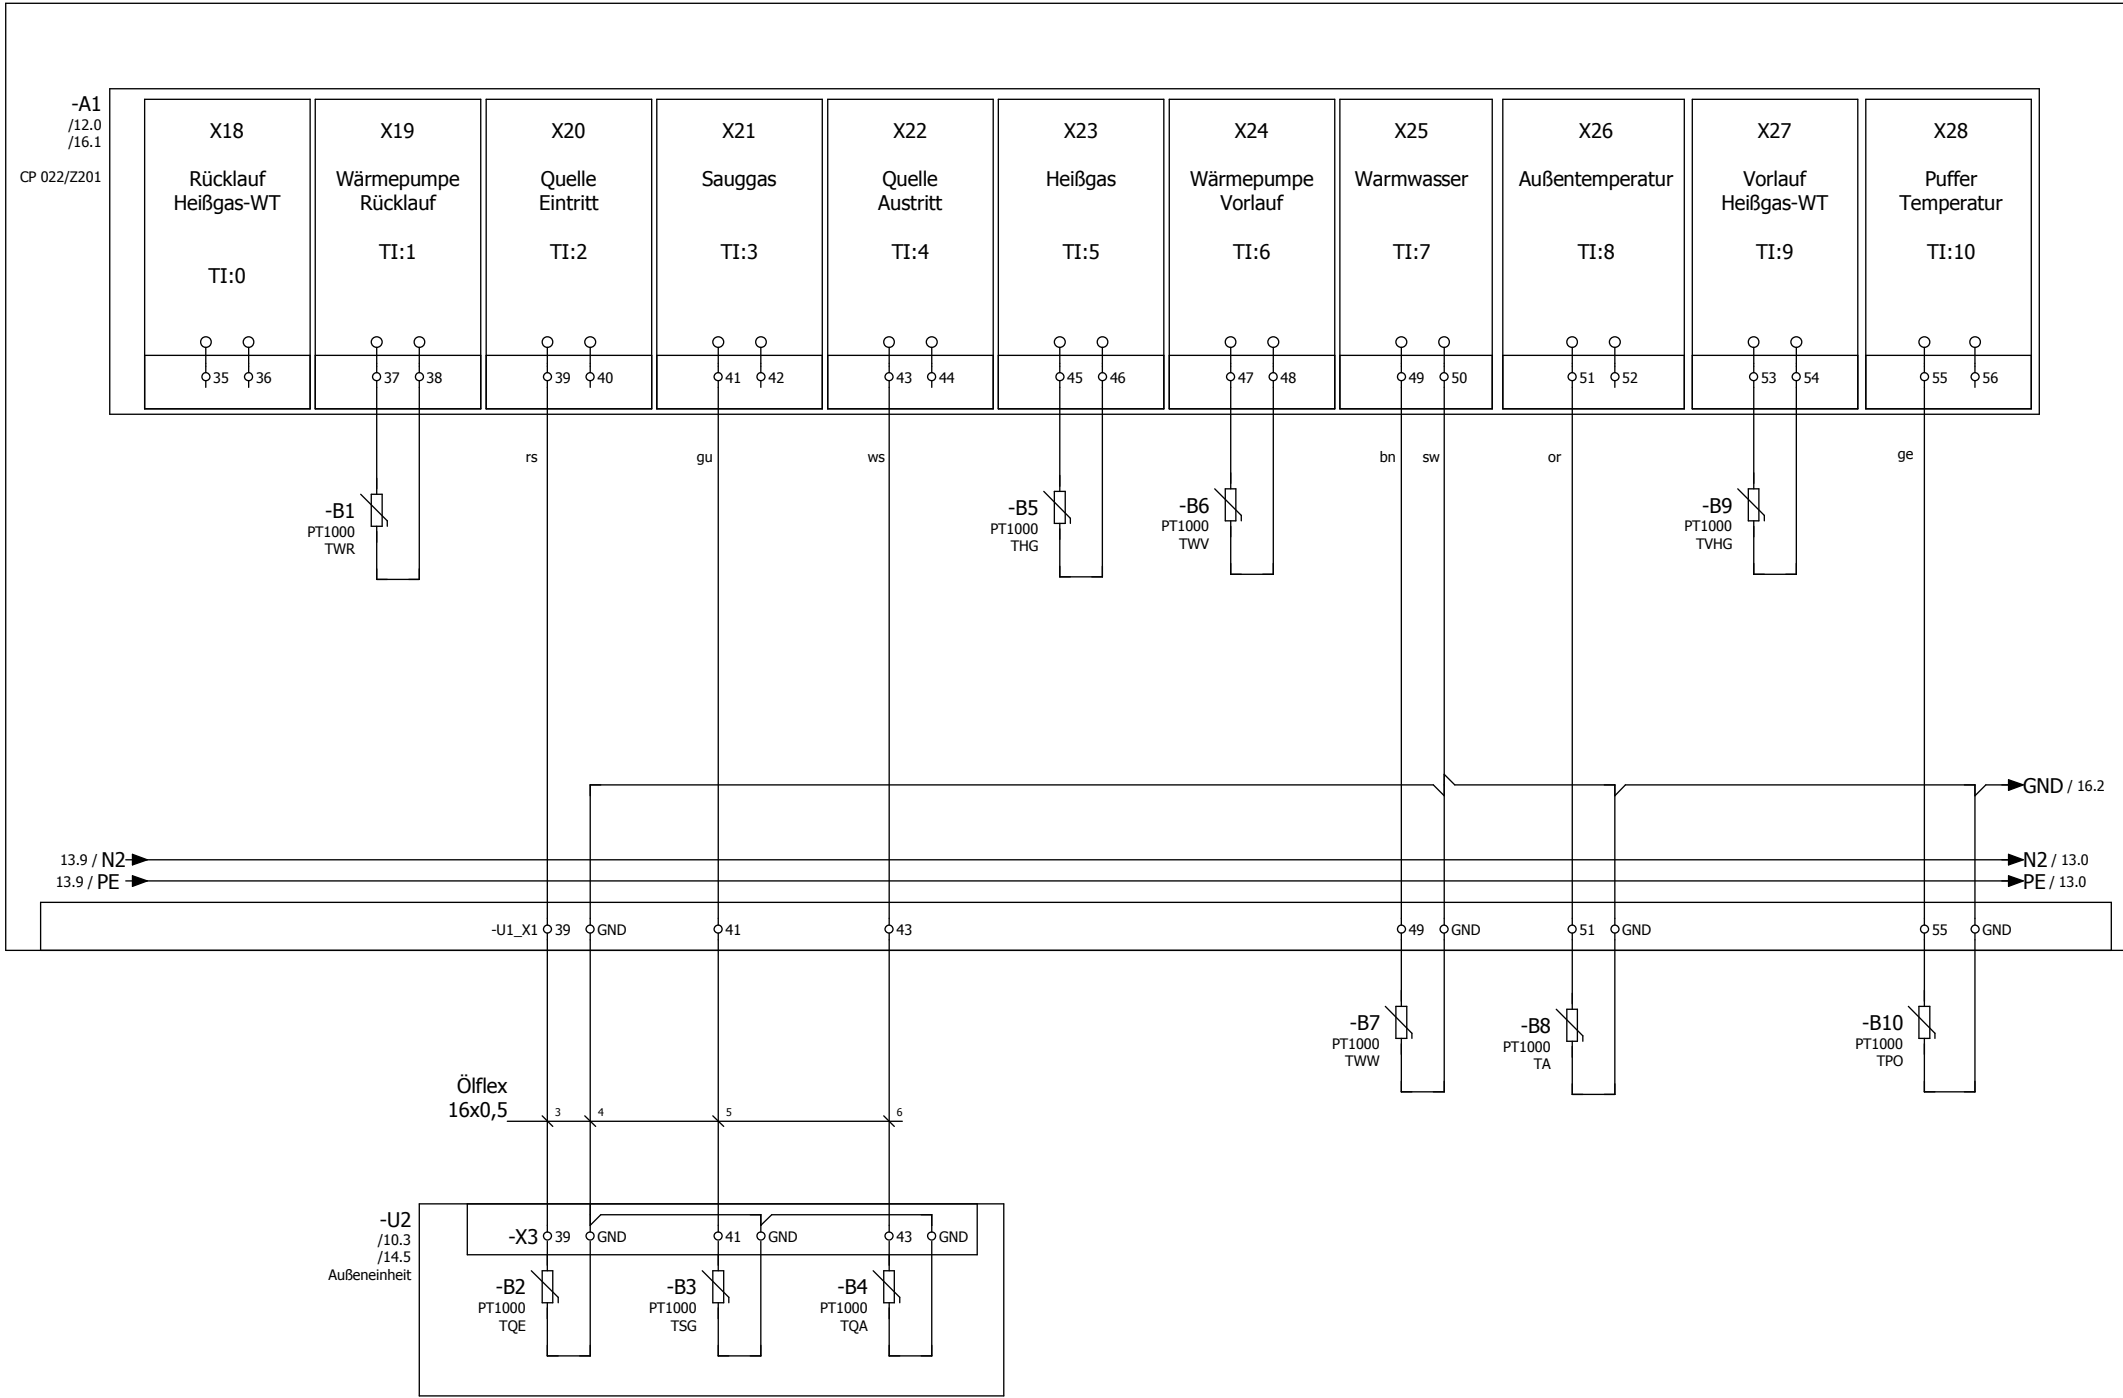 -A1
/12.0
/16.1
CP 022/Z201
X18
Rücklauf
Heißgas-WT
TI:0
X19
Wärmepumpe
Rücklauf
TI:1
X20
Quelle
Eintritt
TI:2
X21
Sauggas
TI:3
X22
Quelle
Austritt
TI:4
X23
Heißgas
TI:5
X24
Wärmepumpe
Vorlauf
TI:6
X25
Warmwasser
TI:7
X26
Außentemperatur
TI:8
X27
Vorlauf
Heißgas-WT
TI:9
X28
Puffer
Temperatur
TI:10
35 36 37 38 39 40 41 42 43 44 45 46 47 48 49 50 51 52 53 54 55 56
rs gu ws bn sw or ge
-B1
PT1000
TWR
-B5
PT1000
THG
-B6
PT1000
TWV
-B9
PT1000
TVHG
GND / 16.2
13.9 / N2
N2 / 13.0
13.9 / PE
PE / 13.0
-U1_X1 39 GND 41 43 49 GND 51 GND 55 GND
-B7
PT1000
TWW
-B8
PT1000
TA
-B10
PT1000
TPO
Ölflex
16x0,5
3 4 5 6
-U2
/10.3
/14.5
Außeneinheit
-X3 39 GND 41 GND 43 GND
-B2
PT1000
TQE
-B3
PT1000
TSG
-B4
PT1000
TQA